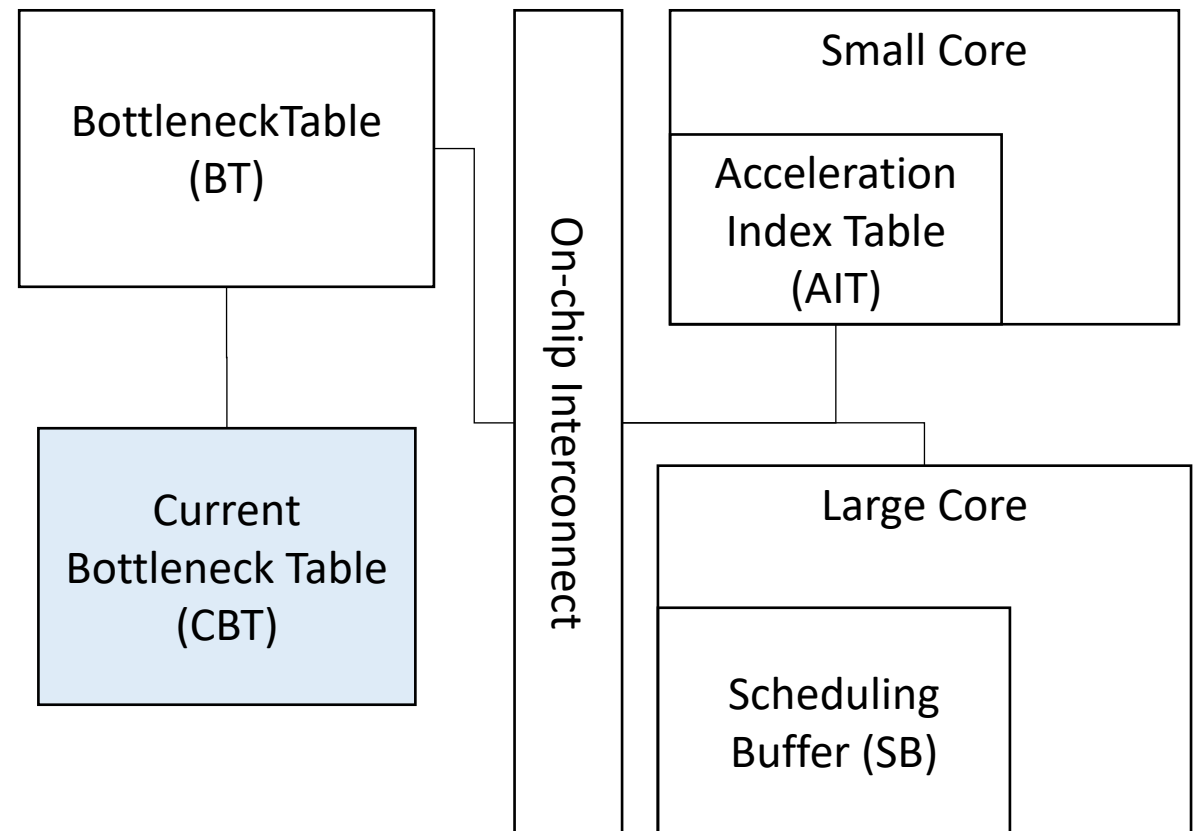 BottleneckTable
(BT)
Current
Bottleneck Table
(CBT)
On-chip Interconnect
Small Core
Acceleration
Index Table
(AIT)
Large Core
Scheduling
Buffer (SB)